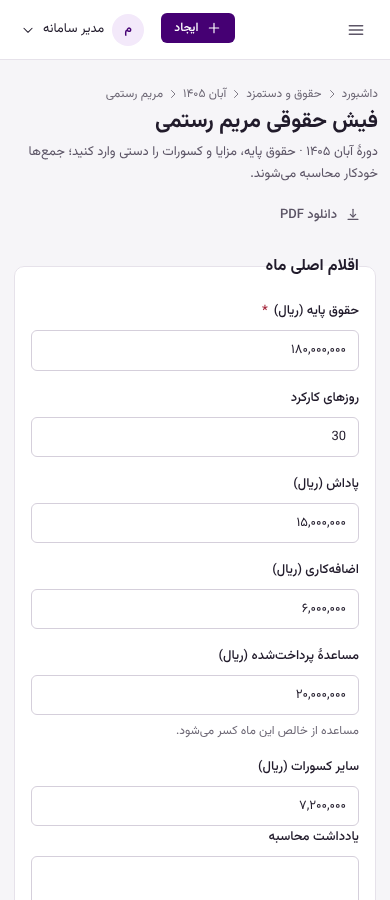 ایجاد
م
مدیر سامانه
داشبورد
حقوق و دستمزد
آبان ۱۴۰۵
مریم رستمی
فیش حقوقی مریم رستمی
دورهٔ آبان ۱۴۰۵ · حقوق پایه، مزایا و کسورات را دستی وارد کنید؛ جمع‌ها
خودکار محاسبه می‌شوند.
دانلود PDF
اقلام اصلی ماه
حقوق پایه (ریال) *
۱۸۰,۰۰۰,۰۰۰
روزهای کارکرد
30
پاداش (ریال)
۱۵,۰۰۰,۰۰۰
اضافه‌کاری (ریال)
۶,۰۰۰,۰۰۰
مساعدهٔ پرداخت‌شده (ریال)
۲۰,۰۰۰,۰۰۰
مساعده از خالص این ماه کسر می‌شود.
سایر کسورات (ریال)
۷,۲۰۰,۰۰۰
یادداشت محاسبه